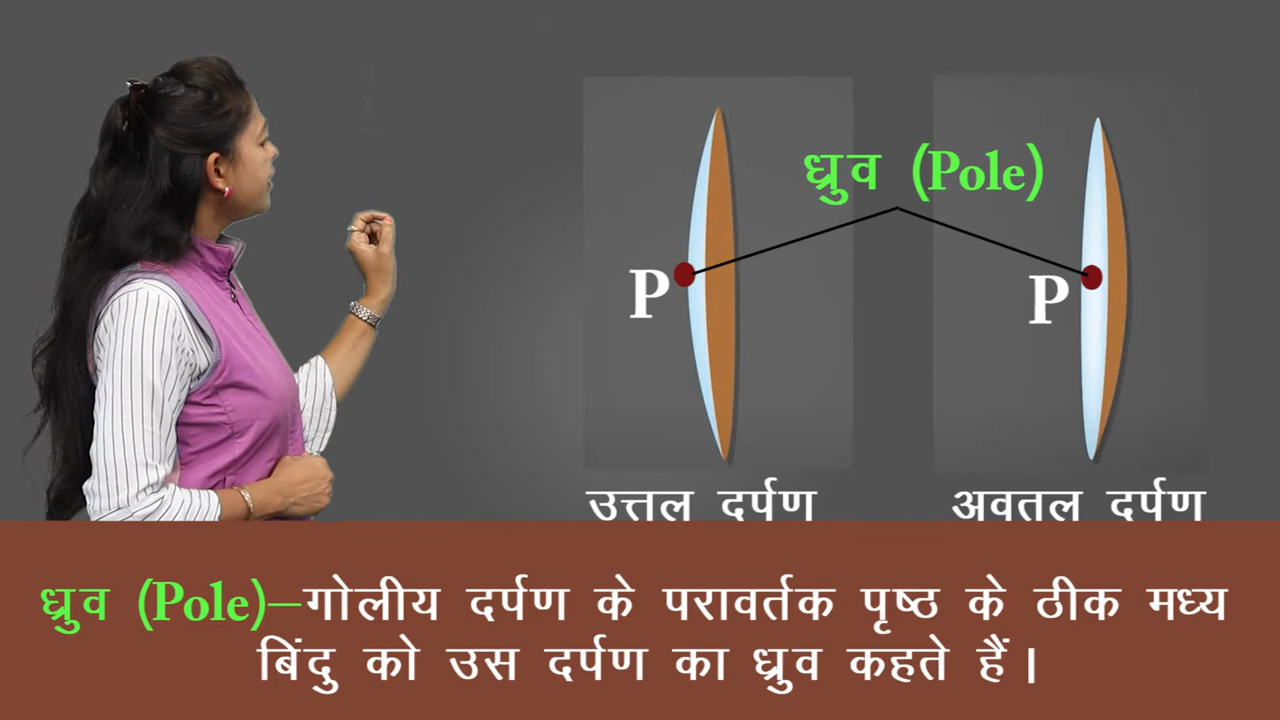 ध्रुव (Pole)
P
P
उत्तल दर्पण
अवतल दर्पण
ध्रुव (Pole)–गोलीय दर्पण के परावर्तक पृष्ठ के ठीक मध्य
बिंदु को उस दर्पण का ध्रुव कहते हैं।